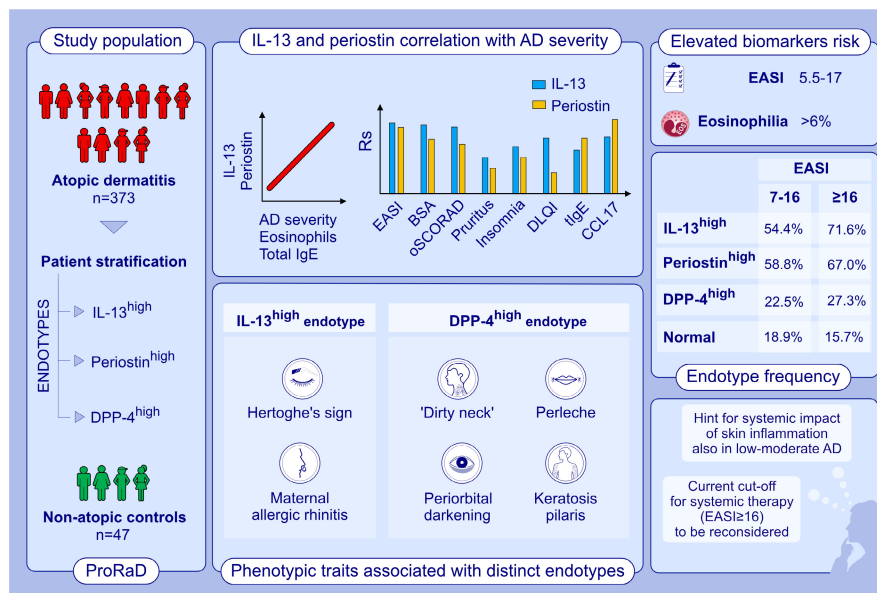 Study population
Atopic dermatitis
n=373
Patient stratification
ENDOTYPES
IL-13high
Periostinhigh
DPP-4high
Non-atopic controls
n=47
ProRaD
IL-13 and periostin correlation with AD severity
IL-13
Periostin
AD severity
Eosinophils
Total IgE
Rs
IL-13
Periostin
EASI
BSA
oSCORAD
Pruritus
Insomnia
DLQI
tIgE
CCL17
IL-13high endotype
Hertoghe's sign
Maternal
allergic rhinitis
DPP-4high endotype
'Dirty neck'
Perleche
Periorbital
darkening
Keratosis
pilaris
Phenotypic traits associated with distinct endotypes
Elevated biomarkers risk
EASI 5.5-17
Eosinophilia >6%
EASI
7-16 ≥16
IL-13high 54.4% 71.6%
Periostinhigh 58.8% 67.0%
DPP-4high 22.5% 27.3%
Normal 18.9% 15.7%
Endotype frequency
Hint for systemic impact
of skin inflammation
also in low-moderate AD
Current cut-off
for systemic therapy
(EASI≥16)
to be reconsidered